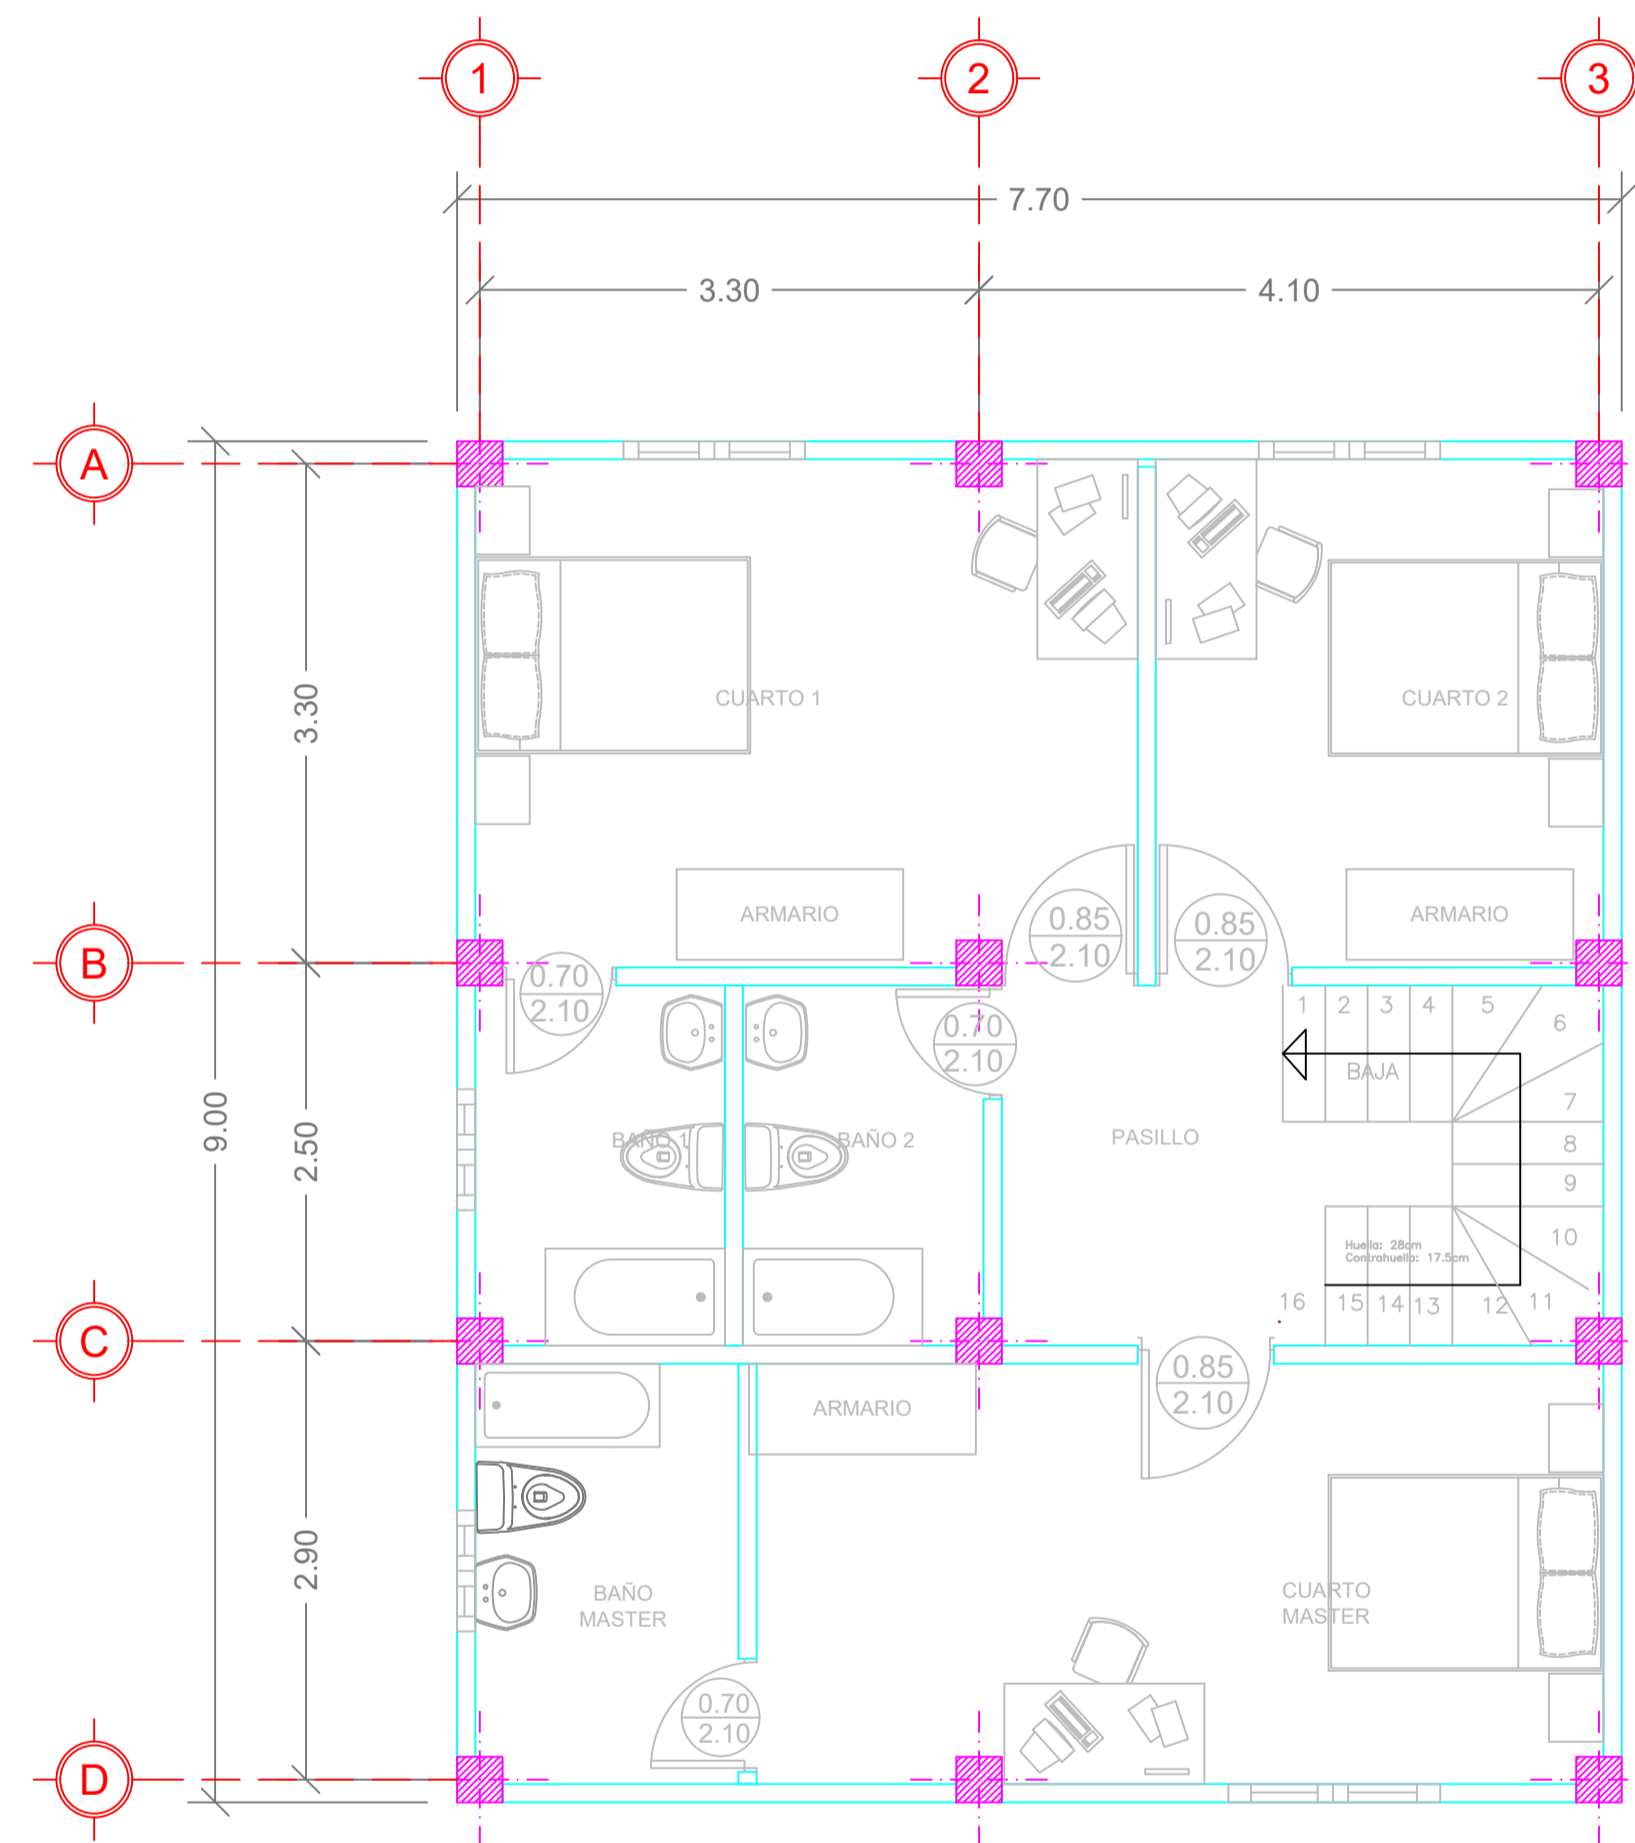 1
2
3
7.70
3.30
4.10
A
B
C
D
9.00
3.30
2.50
2.90
CUARTO 1
CUARTO 2
ARMARIO
ARMARIO
0.85
2.10
0.85
2.10
0.70
2.10
0.70
2.10
1
2
3
4
5
6
7
8
9
10
11
12
13
14
15
16
BAJA
BAÑO 1
BAÑO 2
PASILLO
Huella: 28cm
Contrahuella: 17.5cm
0.85
2.10
ARMARIO
BAÑO
MASTER
CUARTO
MASTER
0.70
2.10